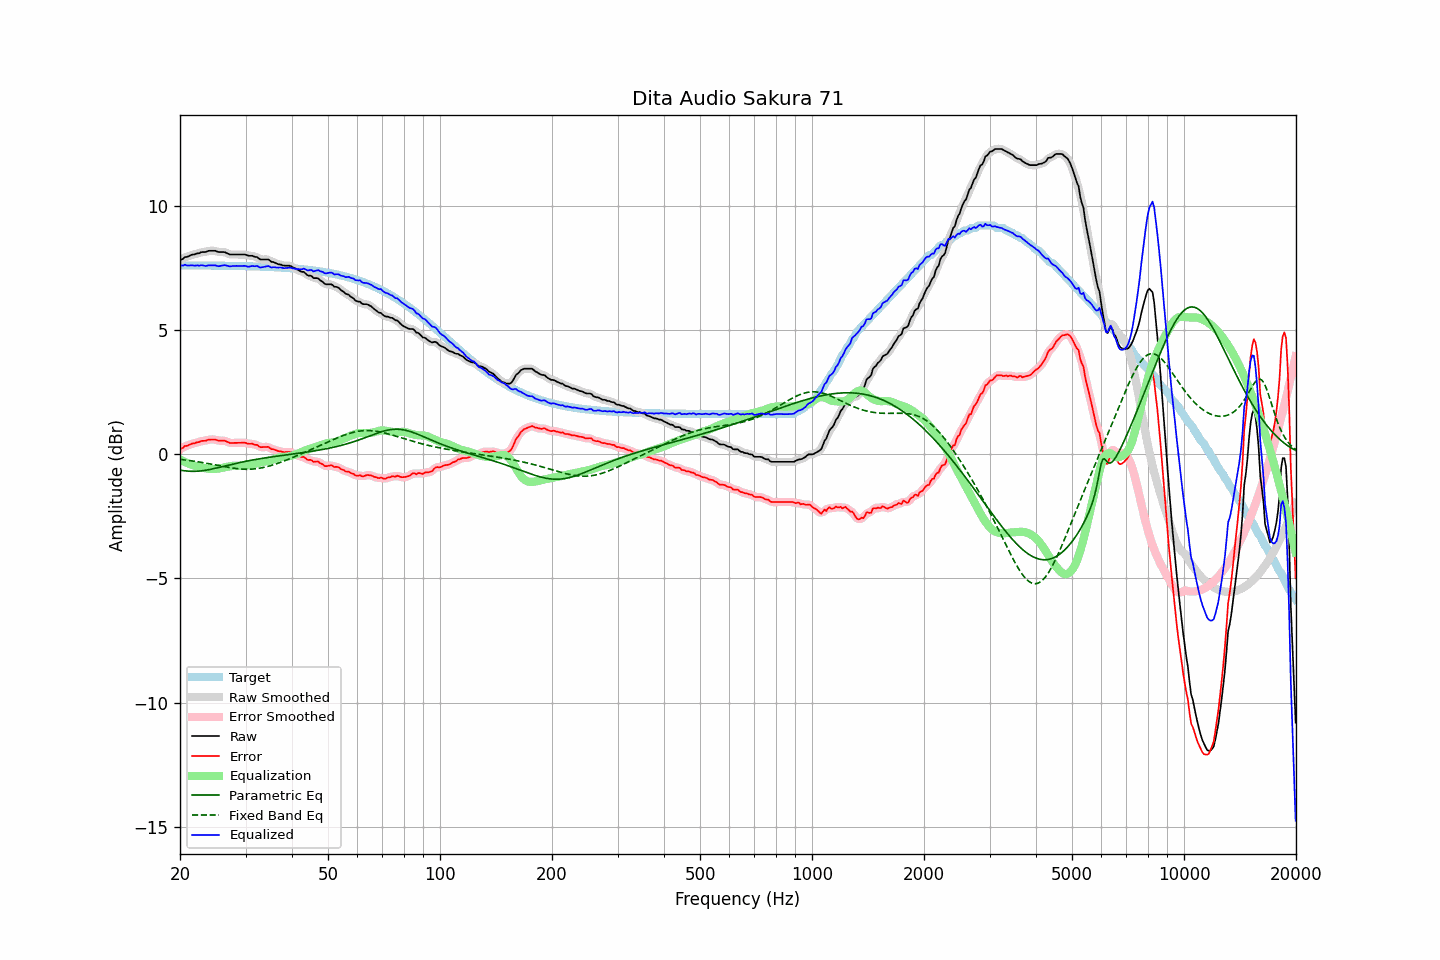 Dita Audio Sakura 71
Amplitude (dBr)
10
5
0
−5
−10
−15
Target
Raw Smoothed
Error Smoothed
Raw
Error
Equalization
Parametric Eq
Fixed Band Eq
Equalized
20 50 100 200 500 1000 2000 5000 10000 20000
Frequency (Hz)